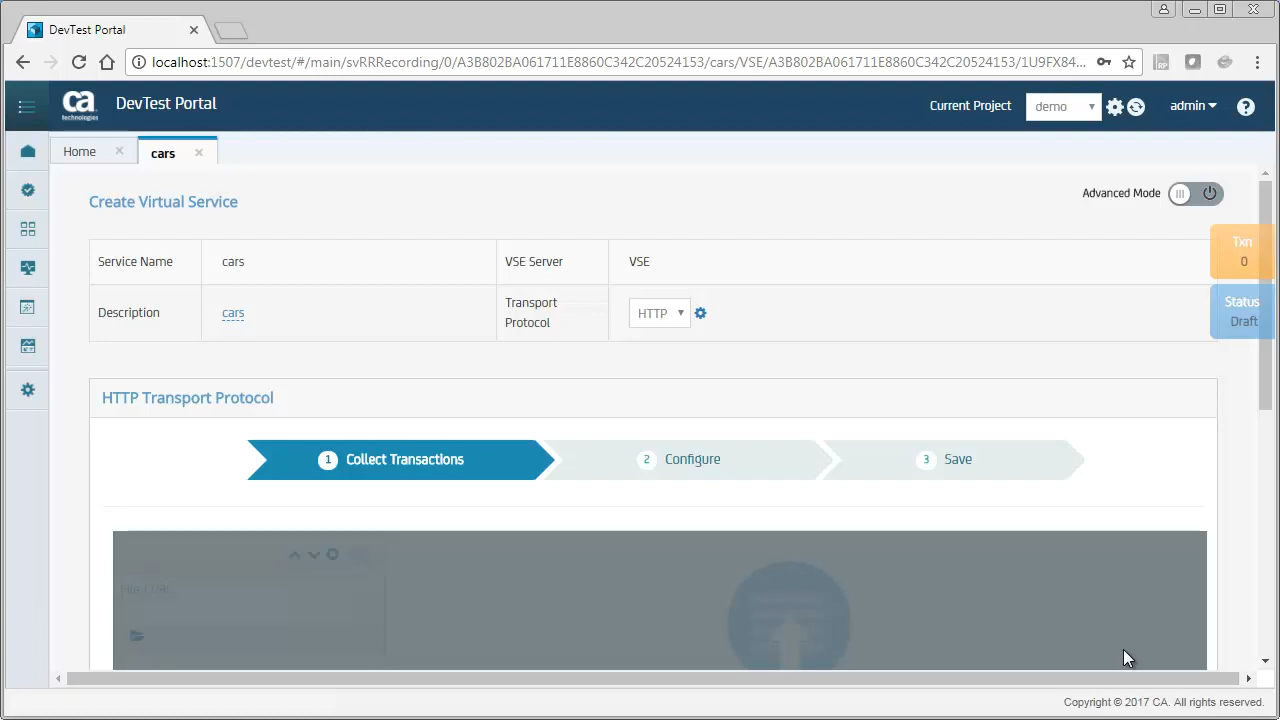 DevTest Portal
localhost:1507/devtest/#/main/svRRRecording/0/A3B802BA061711E8860C342C20524153/cars/VSE/A3B802BA061711E8860C342C20524153/1U9FX84...
ca
technologies
DevTest Portal
Current Project
demo
admin
Home
cars
Create Virtual Service
Advanced Mode
Service Name
cars
VSE Server
VSE
Txn
0
Description
cars
Transport
Protocol
HTTP
Status
Draft
HTTP Transport Protocol
1 Collect Transactions
2 Configure
3 Save
Copyright © 2017 CA. All rights reserved.